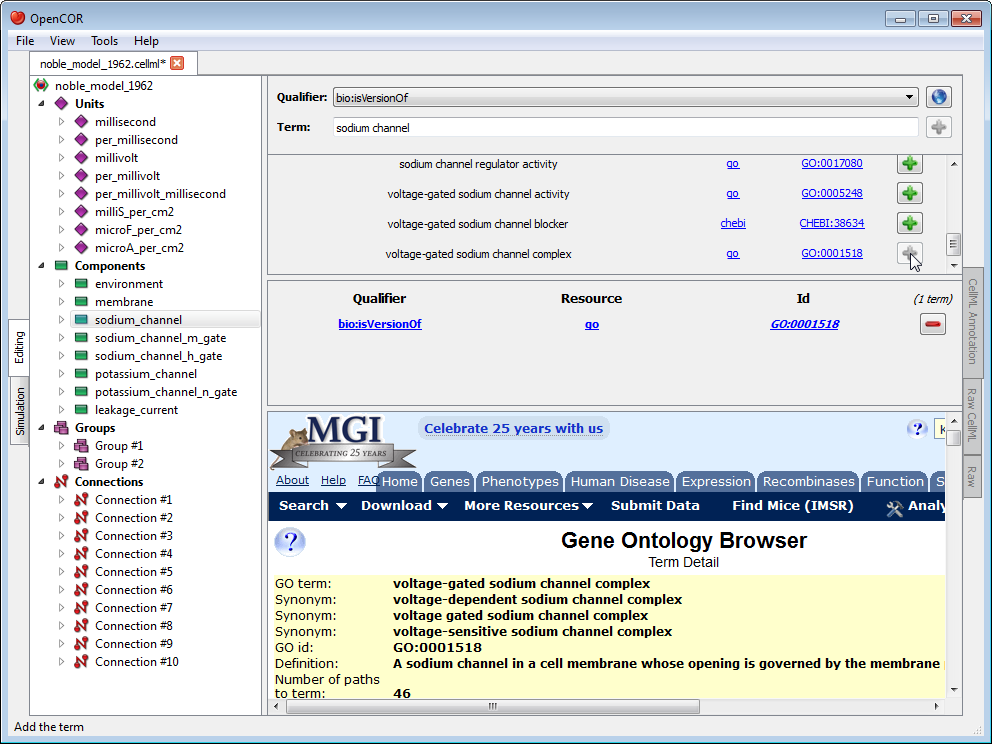 OpenCOR
File View Tools Help
noble_model_1962.cellml*
Editing
Simulation
noble_model_1962
Units
millisecond
per_millisecond
millivolt
per_millivolt
per_millivolt_millisecond
milliS_per_cm2
microF_per_cm2
microA_per_cm2
Components
environment
membrane
sodium_channel
sodium_channel_m_gate
sodium_channel_h_gate
potassium_channel
potassium_channel_n_gate
leakage_current
Groups
Group #1
Group #2
Connections
Connection #1
Connection #2
Connection #3
Connection #4
Connection #5
Connection #6
Connection #7
Connection #8
Connection #9
Connection #10
Qualifier: bio:isVersionOf
Term: sodium channel
sodium channel regulator activity go GO:0017080
voltage-gated sodium channel activity go GO:0005248
voltage-gated sodium channel blocker chebi CHEBI:38634
voltage-gated sodium channel complex go GO:0001518
Qualifier Resource Id (1 term)
bio:isVersionOf go GO:0001518
MGI
CELEBRATING 25 YEARS
Celebrate 25 years with us
? K
About Help FAQ
Home Genes Phenotypes Human Disease Expression Recombinases Function S
Search Download More Resources Submit Data Find Mice (IMSR) Analy
?
Gene Ontology Browser
Term Detail
GO term: voltage-gated sodium channel complex
Synonym: voltage-dependent sodium channel complex
Synonym: voltage gated sodium channel complex
Synonym: voltage-sensitive sodium channel complex
GO id: GO:0001518
Definition: A sodium channel in a cell membrane whose opening is governed by the membrane
Number of paths
to term: 46
CellML Annotation
Raw CellML
Raw
Add the term